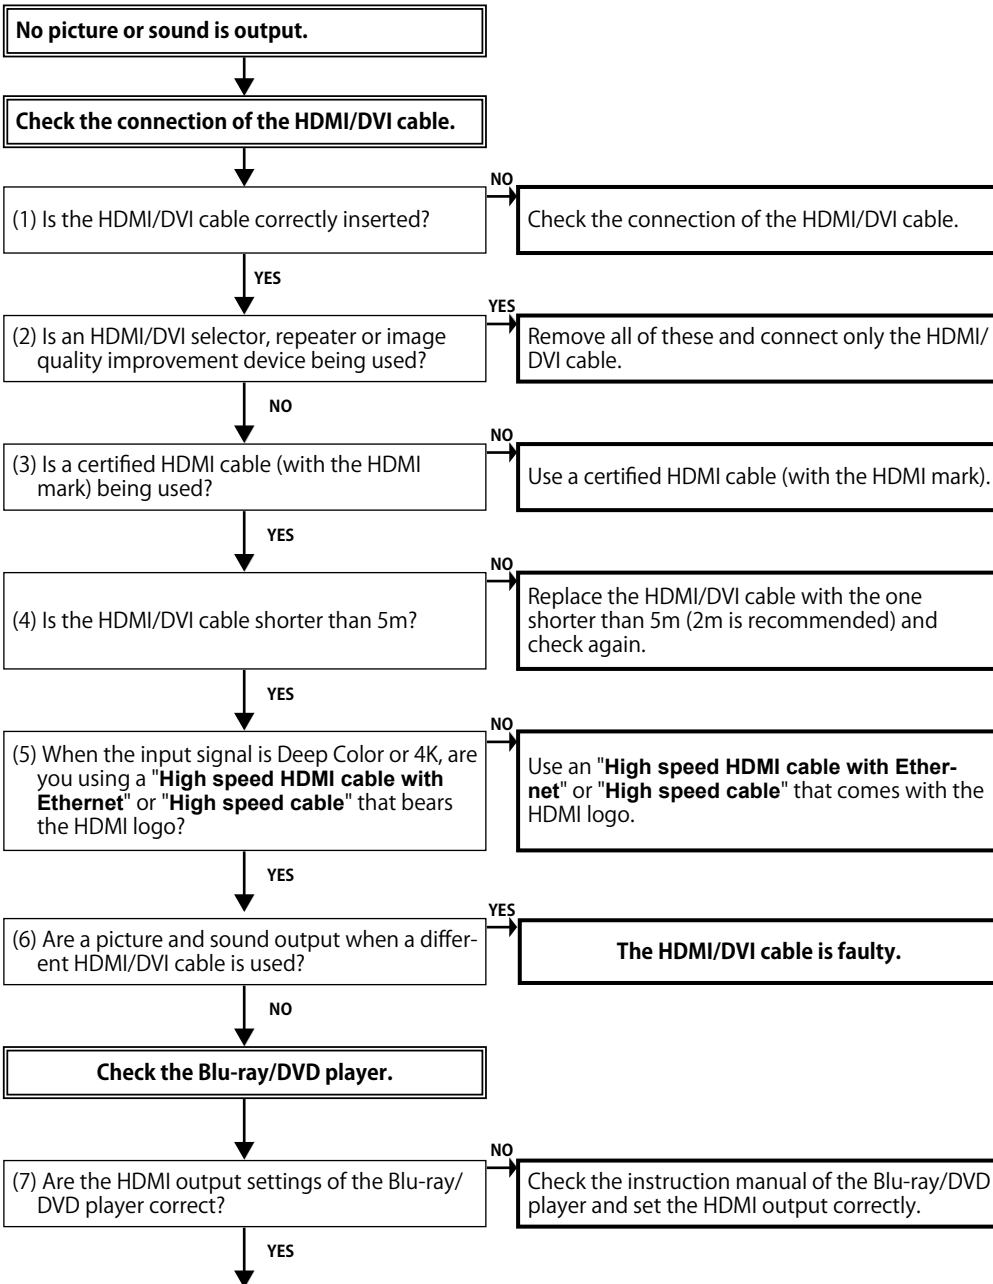 No picture or sound is output.
Check the connection of the HDMI/DVI cable.
NO
(1) Is the HDMI/DVI cable correctly inserted?
Check the connection of the HDMI/DVI cable.
YES
YES
(2) Is an HDMI/DVI selector, repeater or image
quality improvement device being used?
Remove all of these and connect only the HDMI/
DVI cable.
NO
NO
(3) Is a certified HDMI cable (with the HDMI
mark) being used?
Use a certified HDMI cable (with the HDMI mark).
YES
NO
(4) Is the HDMI/DVI cable shorter than 5m?
Replace the HDMI/DVI cable with the one
shorter than 5m (2m is recommended) and
check again.
YES
NO
(5) When the input signal is Deep Color or 4K, are
you using a "High speed HDMI cable with
Ethernet" or "High speed cable" that bears
the HDMI logo?
Use an "High speed HDMI cable with Ether-
net" or "High speed cable" that comes with the
HDMI logo.
YES
YES
(6) Are a picture and sound output when a differ-
ent HDMI/DVI cable is used?
The HDMI/DVI cable is faulty.
NO
Check the Blu-ray/DVD player.
NO
(7) Are the HDMI output settings of the Blu-ray/
DVD player correct?
Check the instruction manual of the Blu-ray/DVD
player and set the HDMI output correctly.
YES